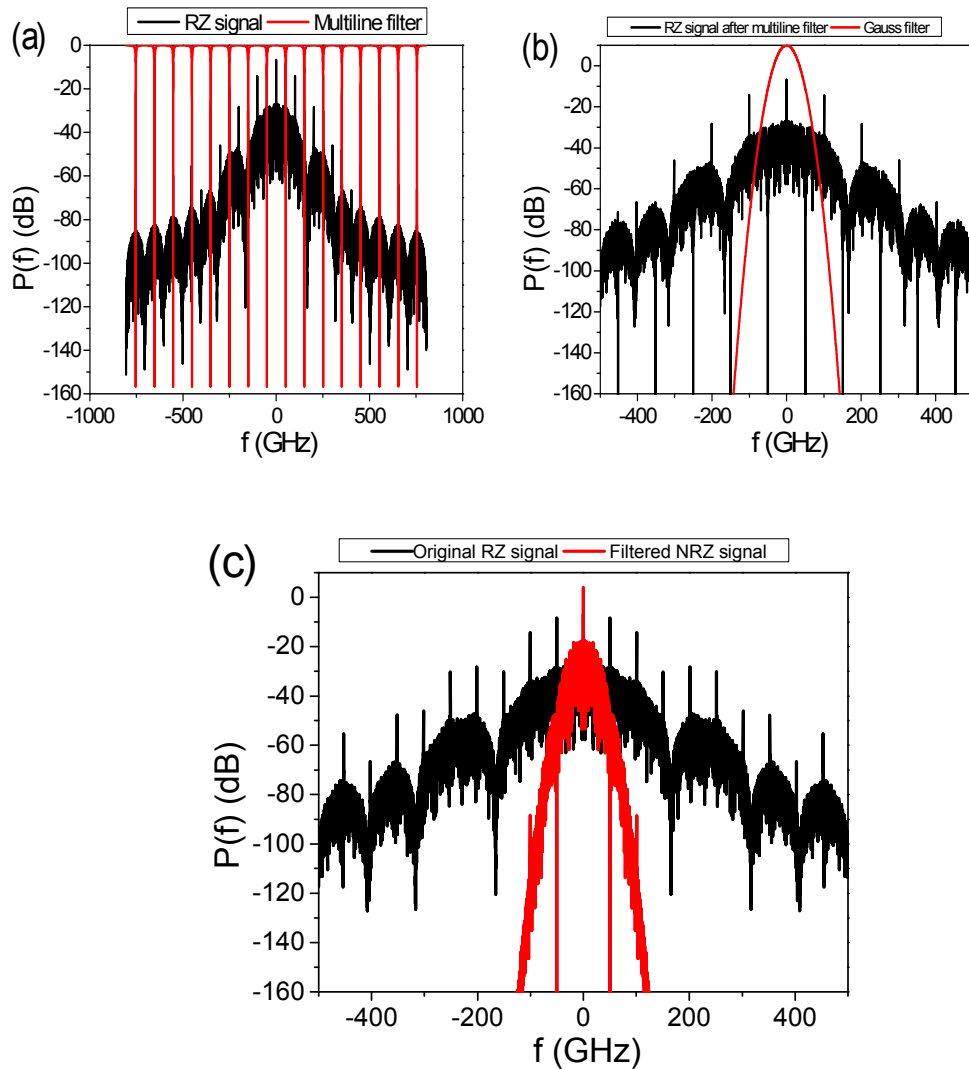 (a)
RZ signal Multiline filter
0
-20
-40
-60
-80
-100
-120
-140
-160
P(f) (dB)
-1000 -500 0 500 1000
f (GHz)
(b)
RZ signal after multiline filter Gauss filter
0
-20
-40
-60
-80
-100
-120
-140
-160
P(f) (dB)
-400 -200 0 200 400
f (GHz)
(c)
Original RZ signal Filtered NRZ signal
0
-20
-40
-60
-80
-100
-120
-140
-160
P(f) (dB)
-400 -200 0 200 400
f (GHz)